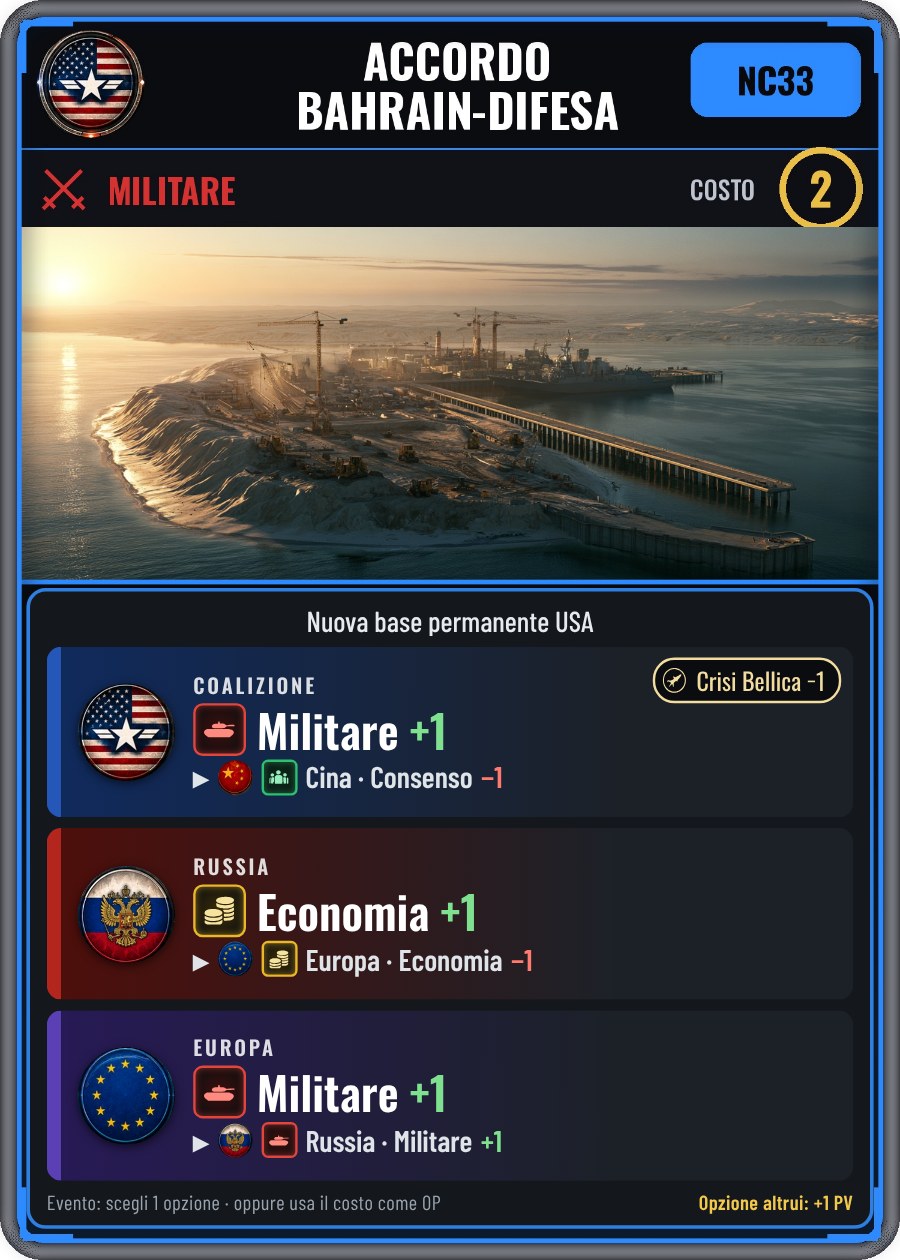 ACCORDO
BAHRAIN-DIFESA
NC33
MILITARE
COSTO
2
Nuova base permanente USA
COALIZIONE
Crisi Bellica −1
Militare +1
▶ Cina · Consenso −1
RUSSIA
Economia +1
▶ Europa · Economia −1
EUROPA
Militare +1
▶ Russia · Militare +1
Evento: scegli 1 opzione · oppure usa il costo come OP
Opzione altrui: +1 PV